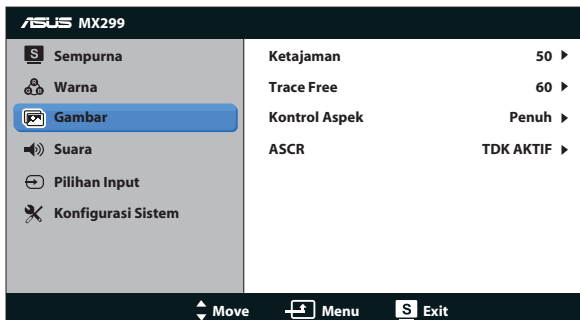 ASUS MX299
S Sempurna
Warna
Gambar
Suara
Pilihan Input
Konfigurasi Sistem
Ketajaman 50
Trace Free 60
Kontrol Aspek Penuh
ASCR TDK AKTIF
Move Menu S Exit